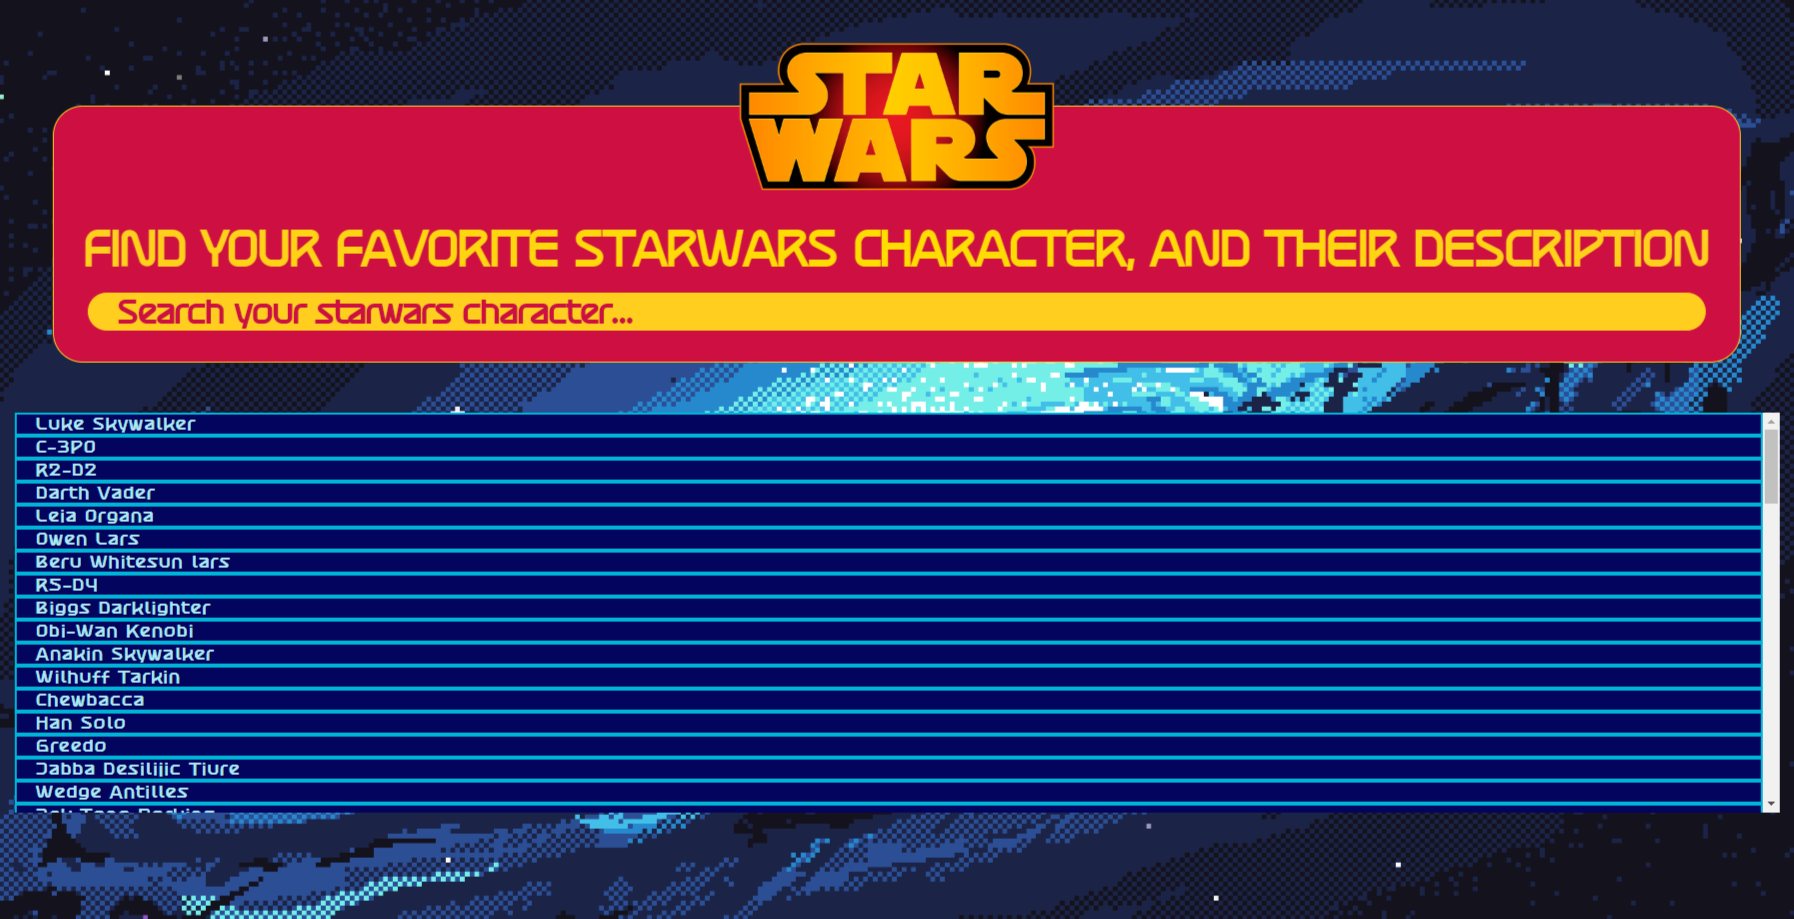 STAR
WARS
FIND YOUR FAVORITE STARWARS CHARACTER, AND THEIR DESCRIPTION
Search your starwars character...
Luke Skywalker
C-3PO
R2-D2
Darth Vader
Leia Organa
Owen Lars
Beru Whitesun lars
R5-D4
Biggs Darklighter
Obi-Wan Kenobi
Anakin Skywalker
Wilhuff Tarkin
Chewbacca
Han Solo
Greedo
Jabba Desilijic Tiure
Wedge Antilles